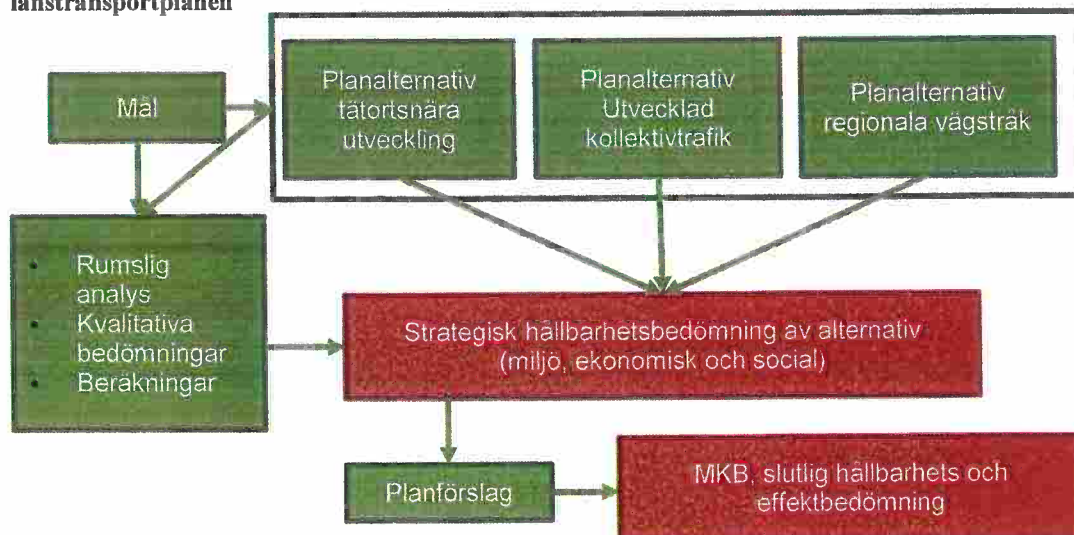 länstransportplanen
Mål
Planalternativ
tätortsnära
utveckling
Planalternativ
Utvecklad
kollektivtrafik
Planalternativ
regionala vägstråk
• Rumslig
analys
• Kvalitativa
bedömningar
• Beräkningar
Strategisk hållbarhetsbedömning av alternativ
(miljö, ekonomisk och social)
Planförslag
MKB, slutlig hållbarhets och
effektbedömning